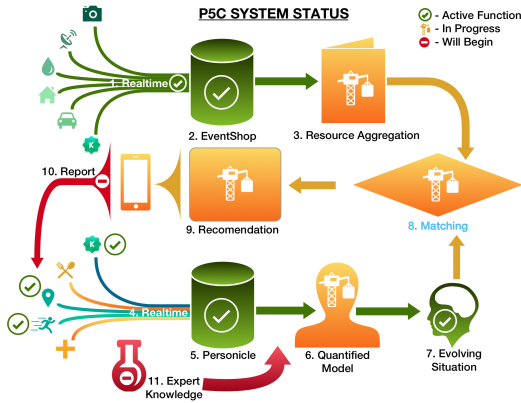 P5C SYSTEM STATUS
- Active Function
- In Progress
- Will Begin
1. Realtime
2. EventShop
3. Resource Aggregation
K
10. Report
9. Recomendation
8. Matching
K
4. Realtime
5. Personicle
6. Quantified
Model
7. Evolving
Situation
11. Expert
Knowledge